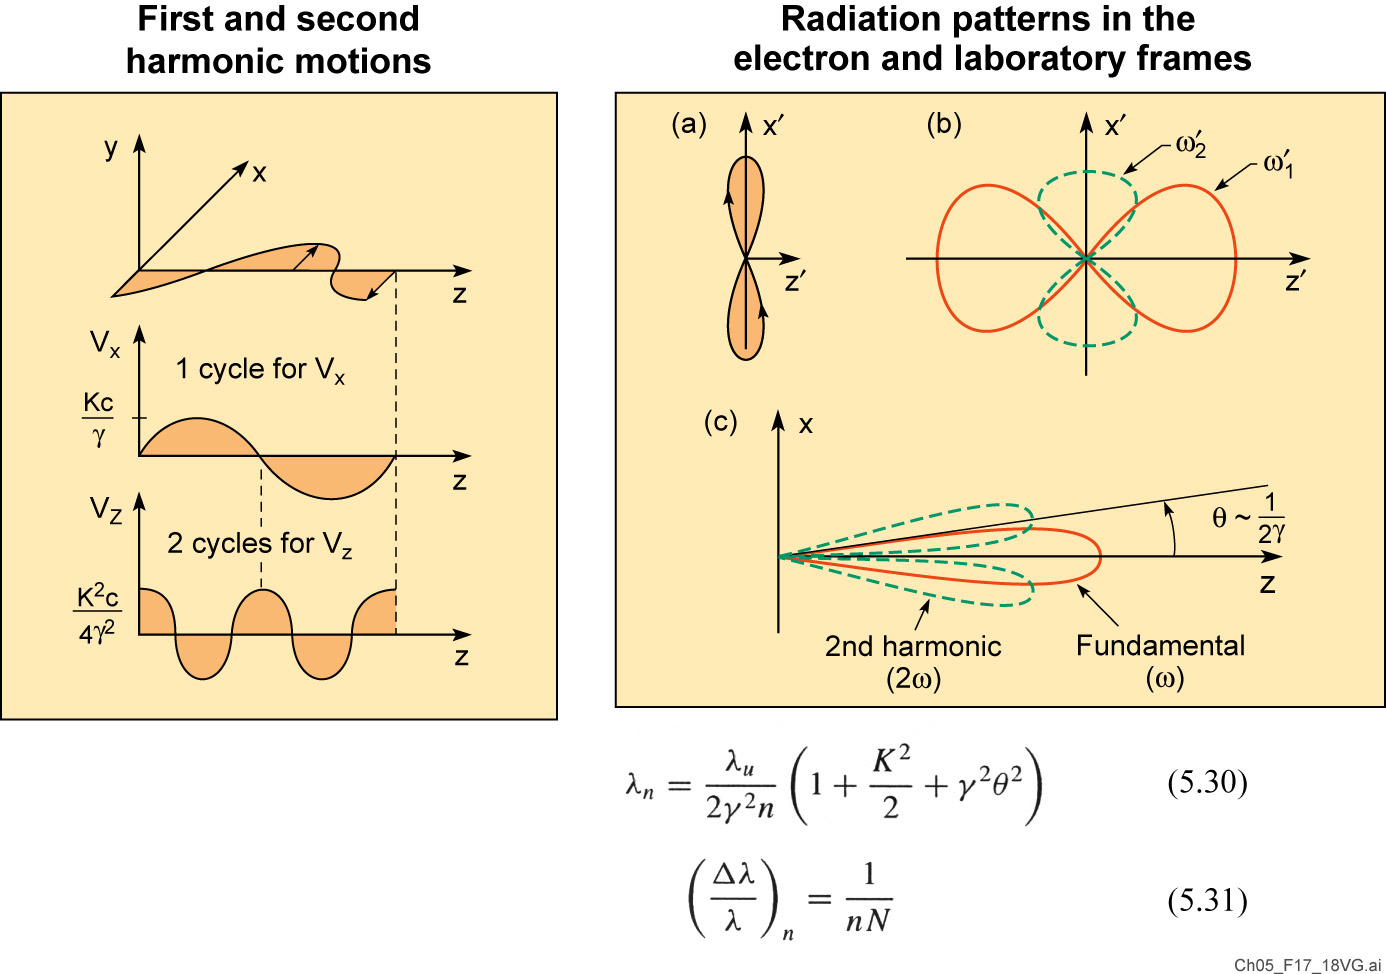 First and second
harmonic motions
y
x
z
Vx
1 cycle for Vx
Kc
γ
z
VZ
2 cycles for Vz
K²c
4γ²
z
Radiation patterns in the
electron and laboratory frames
(a)
x′
z′
(b)
x′
ω′2
ω′1
z′
(c)
x
θ ~ 1/2γ
z
2nd harmonic
(2ω)
Fundamental
(ω)
λn = λu/2γ²n (1 + K²/2 + γ²θ²) (5.30)
(Δλ/λ)n = 1/nN (5.31)
Ch05_F17_18VG.ai